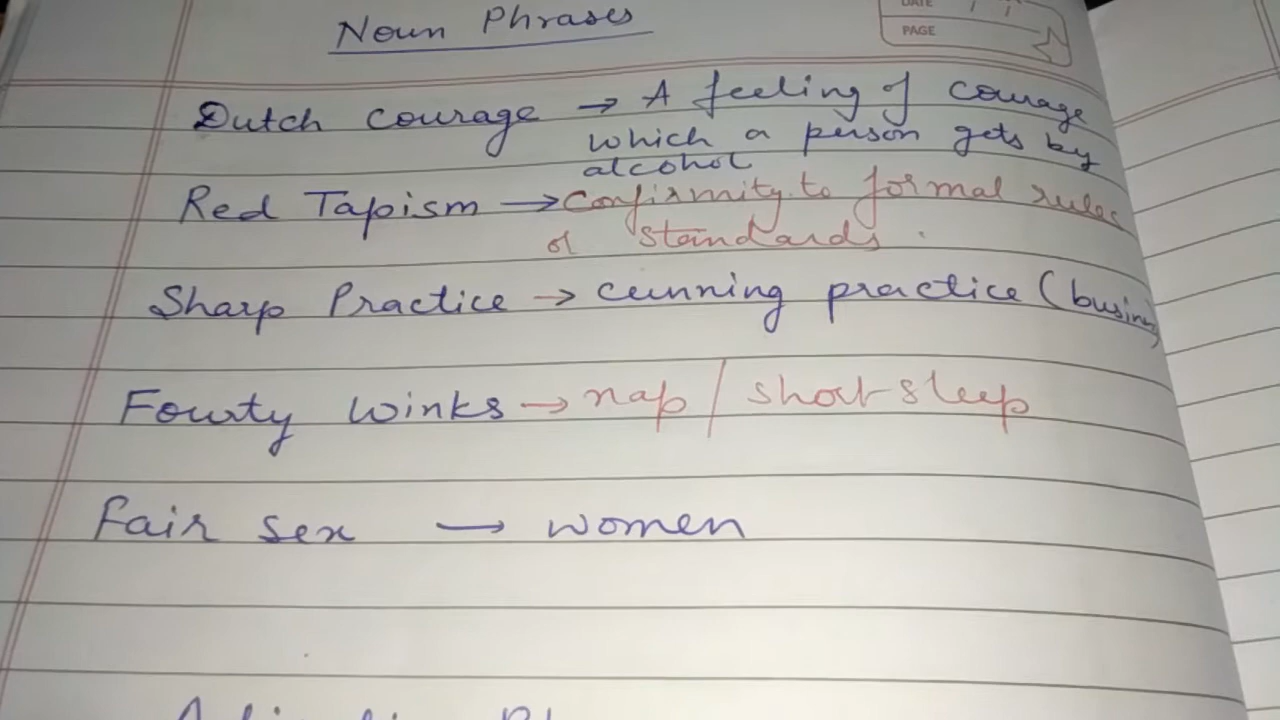 Noun Phrases
DATE / /
PAGE
Dutch courage → A feeling of courage
which a person gets by
alcohol
Red Tapism → Confirmity to formal rules
of standards.
Sharp Practice → cunning practice (busin
Fourty winks → nap / short sleep
Fair sex — women